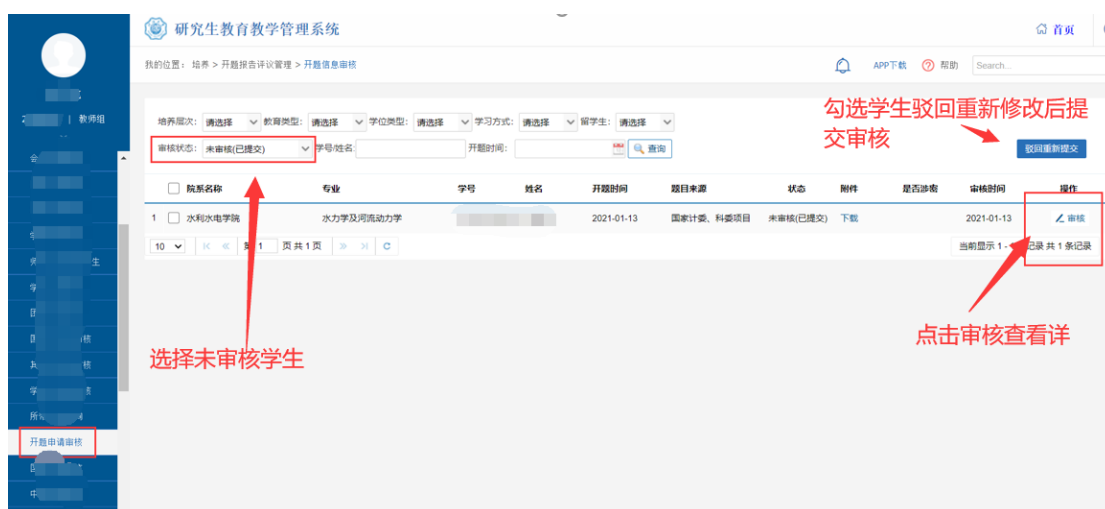 研究生教育教学管理系统
首页
我的位置： 培养 > 开题报告评议管理 > 开题信息审核
APP下载 帮助 Search...
教师组
培养层次: 请选择 教育类型: 请选择 学位类型: 请选择 学习方式: 请选择 留学生: 请选择
审核状态: 未审核(已提交) 学号/姓名: 开题时间: 查询
勾选学生驳回重新修改后提
交审核
驳回重新提交
院系名称 专业 学号 姓名 开题时间 题目来源 状态 附件 是否涉密 审核时间 操作
1 水利水电学院 水力学及河流动力学 2021-01-13 国家计委、科委项目 未审核(已提交) 下载 2021-01-13 审核
10 1 页共1页
当前显示 1 - 记录 共 1 条记录
选择未审核学生
点击审核查看详
开题申请审核